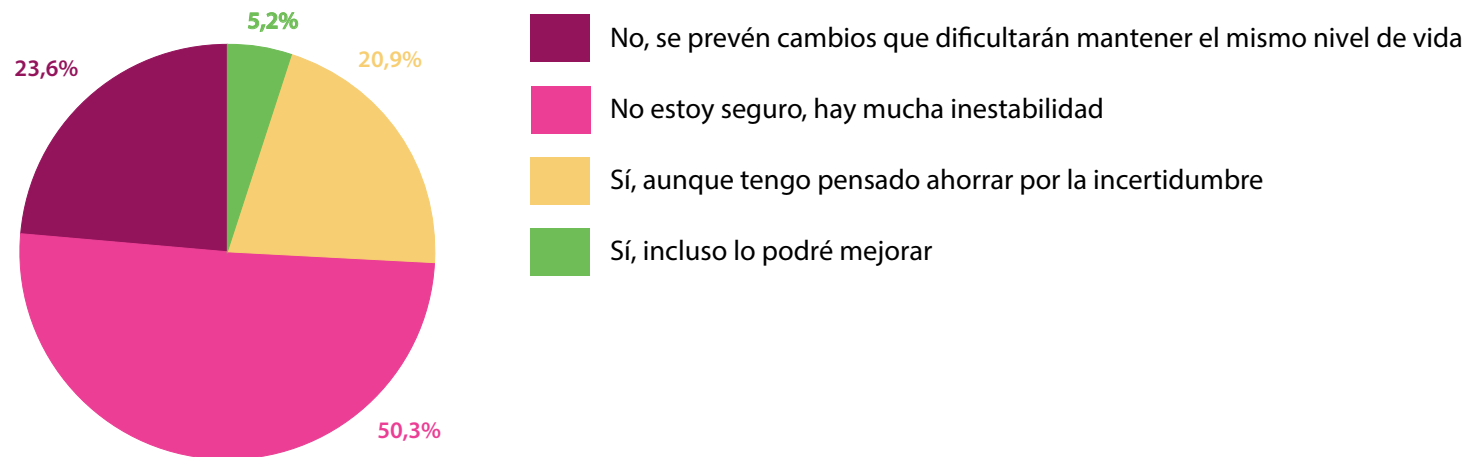 5,2%
20,9%
23,6%
50,3%
No, se prevén cambios que dificultarán mantener el mismo nivel de vida
No estoy seguro, hay mucha inestabilidad
Sí, aunque tengo pensado ahorrar por la incertidumbre
Sí, incluso lo podré mejorar